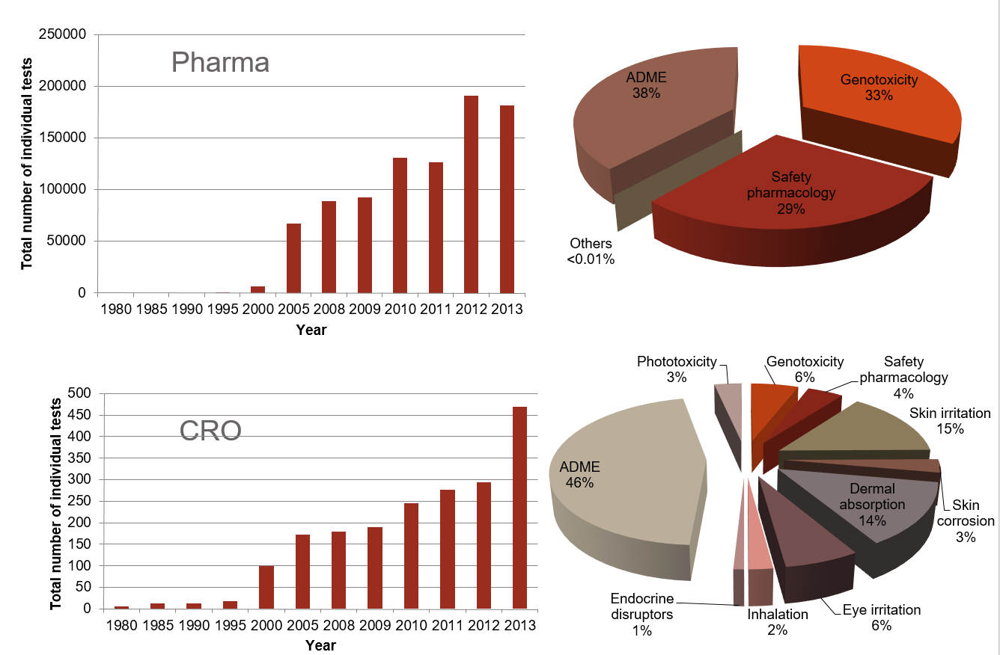 Pharma
Total number of individual tests
250000
200000
150000
100000
50000
0
1980 1985 1990 1995 2000 2005 2008 2009 2010 2011 2012 2013
Year
ADME
38%
Genotoxicity
33%
Safety
pharmacology
29%
Others
<0.01%
CRO
Total number of individual tests
500
450
400
350
300
250
200
150
100
50
0
1980 1985 1990 1995 2000 2005 2008 2009 2010 2011 2012 2013
Year
Phototoxicity
3%
Genotoxicity
6%
Safety
pharmacology
4%
Skin irritation
15%
ADME
46%
Dermal
absorption
14%
Skin
corrosion
3%
Endocrine
disruptors
1%
Inhalation
2%
Eye irritation
6%